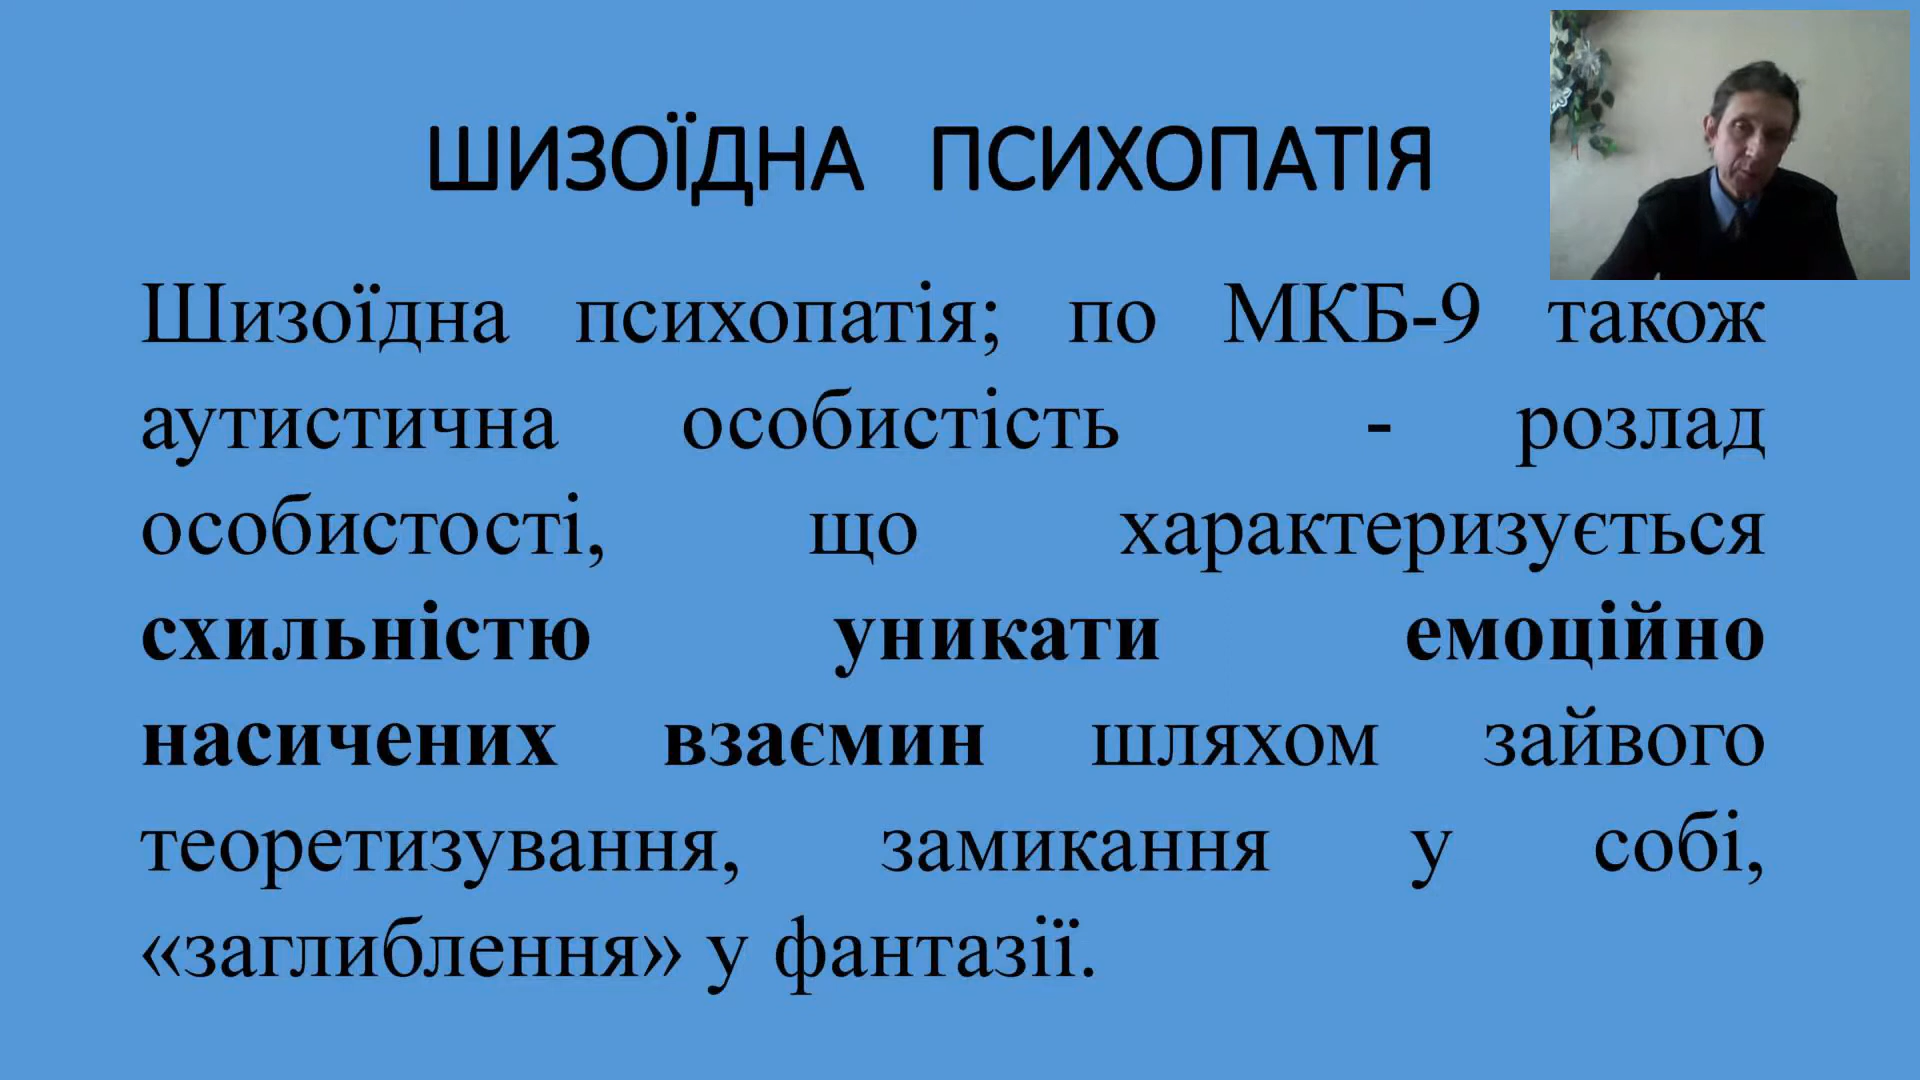 ШИЗОЇДНА ПСИХОПАТІЯ
Шизоїдна психопатія; по МКБ-9 також
аутистична особистість - розлад
особистості, що характеризується
схильністю уникати емоційно
насичених взаємин шляхом зайвого
теоретизування, замикання у собі,
«заглиблення» у фантазії.